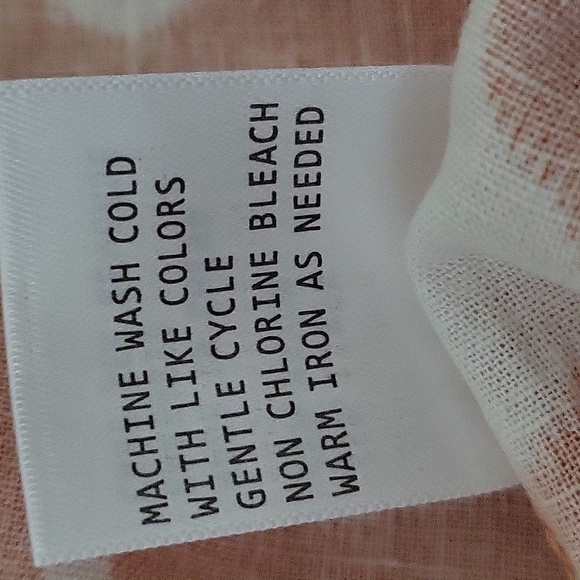 MACHINE WASH COLD
WITH LIKE COLORS
GENTLE CYCLE
NON CHLORINE BLEACH
WARM IRON AS NEEDED